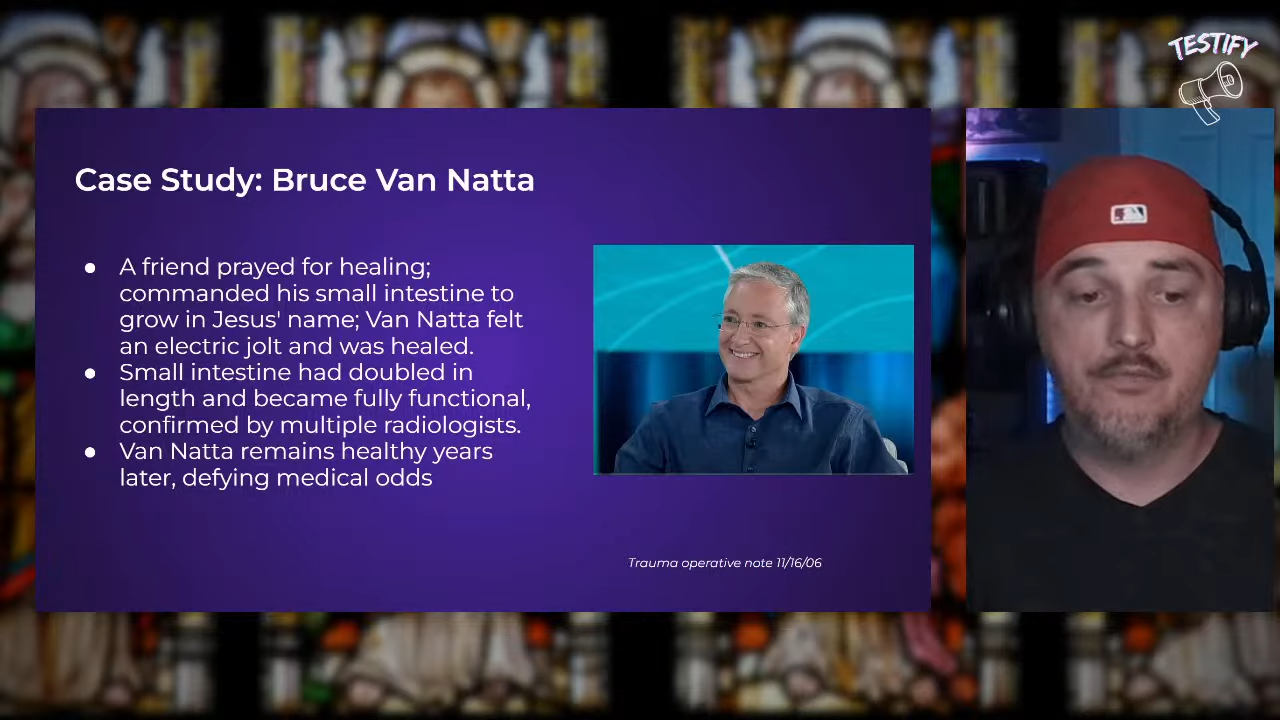 TESTIFY
Case Study: Bruce Van Natta
● A friend prayed for healing;
commanded his small intestine to
grow in Jesus' name; Van Natta felt
an electric jolt and was healed.
● Small intestine had doubled in
length and became fully functional,
confirmed by multiple radiologists.
● Van Natta remains healthy years
later, defying medical odds
Trauma operative note 11/16/06